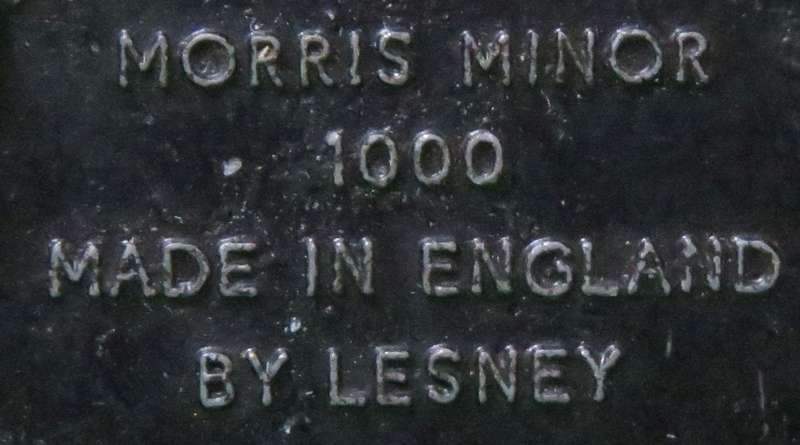 MORRIS MINOR
1000
MADE IN ENGLAND
BY LESNEY